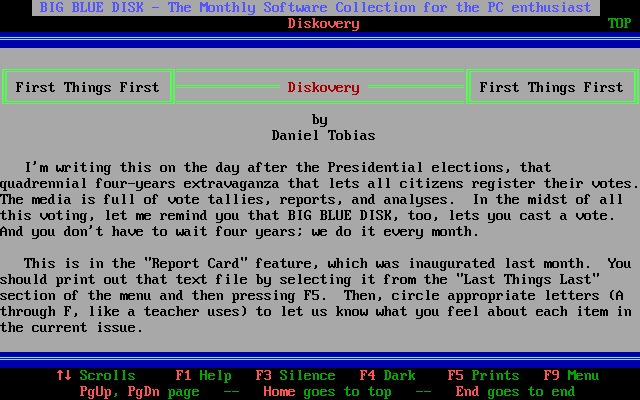 BIG BLUE DISK - The Monthly Software Collection for the PC enthusiast
Diskovery TOP
First Things First Diskovery First Things First
by
Daniel Tobias
I'm writing this on the day after the Presidential elections, that
quadrennial four-years extravaganza that lets all citizens register their votes.
The media is full of vote tallies, reports, and analyses.  In the midst of all
this voting, let me remind you that BIG BLUE DISK, too, lets you cast a vote.
And you don't have to wait four years; we do it every month.
This is in the "Report Card" feature, which was inaugurated last month.  You
should print out that text file by selecting it from the "Last Things Last"
section of the menu and then pressing F5.  Then, circle appropriate letters (A
through F, like a teacher uses) to let us know what you feel about each item in
the current issue.
↑↓ Scrolls F1 Help F3 Silence F4 Dark F5 Prints F9 Menu
PgUp, PgDn page -- Home goes to top -- End goes to end